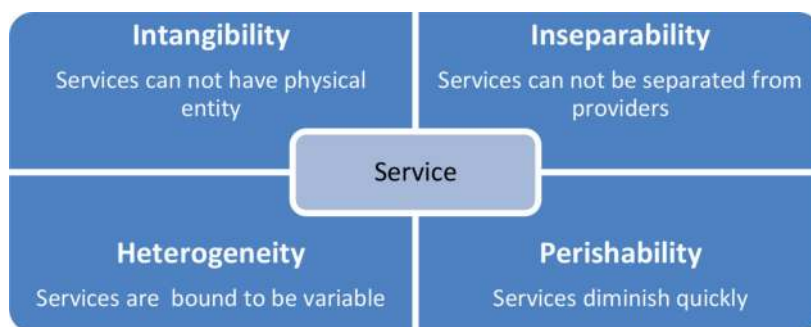 Intangibility
Services can not have physical
entity
Inseparability
Services can not be separated from
providers
Service
Heterogeneity
Services are bound to be variable
Perishability
Services diminish quickly